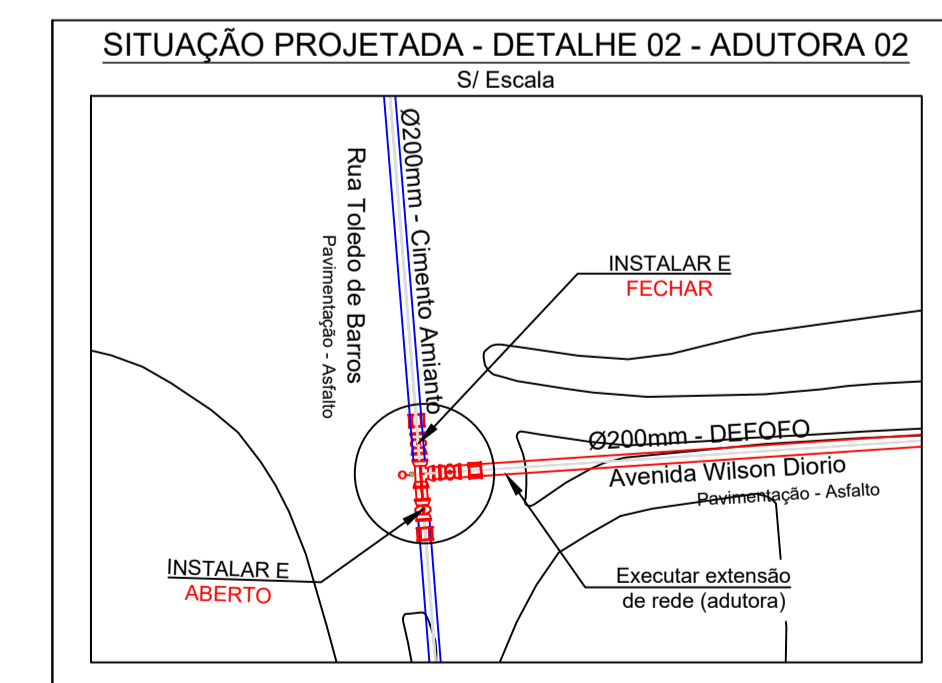 SITUAÇÃO PROJETADA - DETALHE 02 - ADUTORA 02
S/ Escala
Ø200mm - Cimento Amianto
Rua Toledo de Barros
Pavimentação - Asfalto
INSTALAR E
FECHAR
Ø200mm - DEFOFO
Avenida Wilson Diorio
Pavimentação - Asfalto
INSTALAR E
ABERTO
Executar extensão
de rede (adutora)